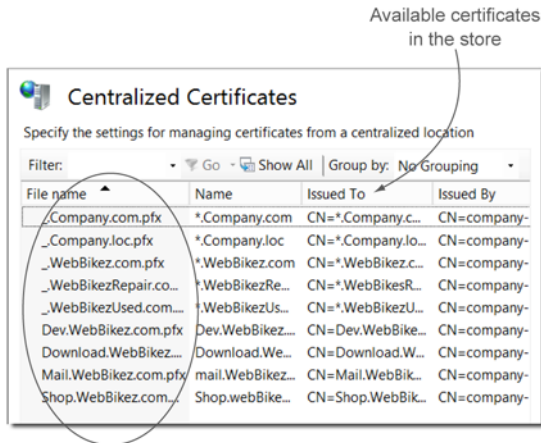 Available certificates
in the store
Centralized Certificates
Specify the settings for managing certificates from a centralized location
Filter: Go Show All Group by: No Grouping
File name Name Issued To Issued By
_.Company.com.pfx *.Company.com CN=*.Company.c... CN=company-
_.Company.loc.pfx *.Company.loc CN=*.Company.lo... CN=company-
_.WebBikez.com.pfx *.WebBikez.com CN=*.WebBikez.c... CN=company-
_.WebBikezRepair.co... *.WebBikezRe... CN=*.WebBikesR... CN=company-
_.WebBikezUsed.com.... *.WebBikezUs... CN=*.WebBikezU... CN=company-
Dev.WebBikez.com.pfx Dev.WebBikez.... CN=Dev.WebBike... CN=company-
Download.WebBikez.... Download.We... CN=Download.W... CN=company-
Mail.WebBikez.com.pfx mail.WebBikez... CN=Mail.WebBik... CN=company-
Shop.WebBikez.com... Shop.webBike... CN=Shop.WebBik... CN=company-